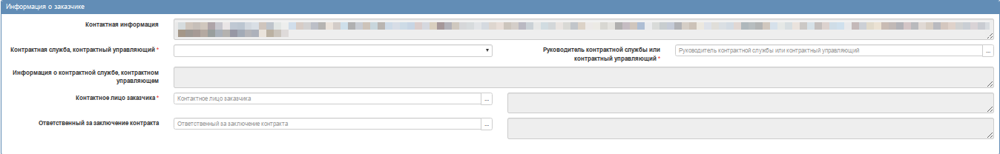 Информация о заказчике
Контактная информация
Контрактная служба, контрактный управляющий *
Руководитель контрактной службы или
контрактный управляющий *
Руководитель контрактной службы или контрактный управляющий
...
Информация о контрактной службе, контрактном
управляющем
Контактное лицо заказчика *
Контактное лицо заказчика
...
Ответственный за заключение контракта
Ответственный за заключение контракта
...